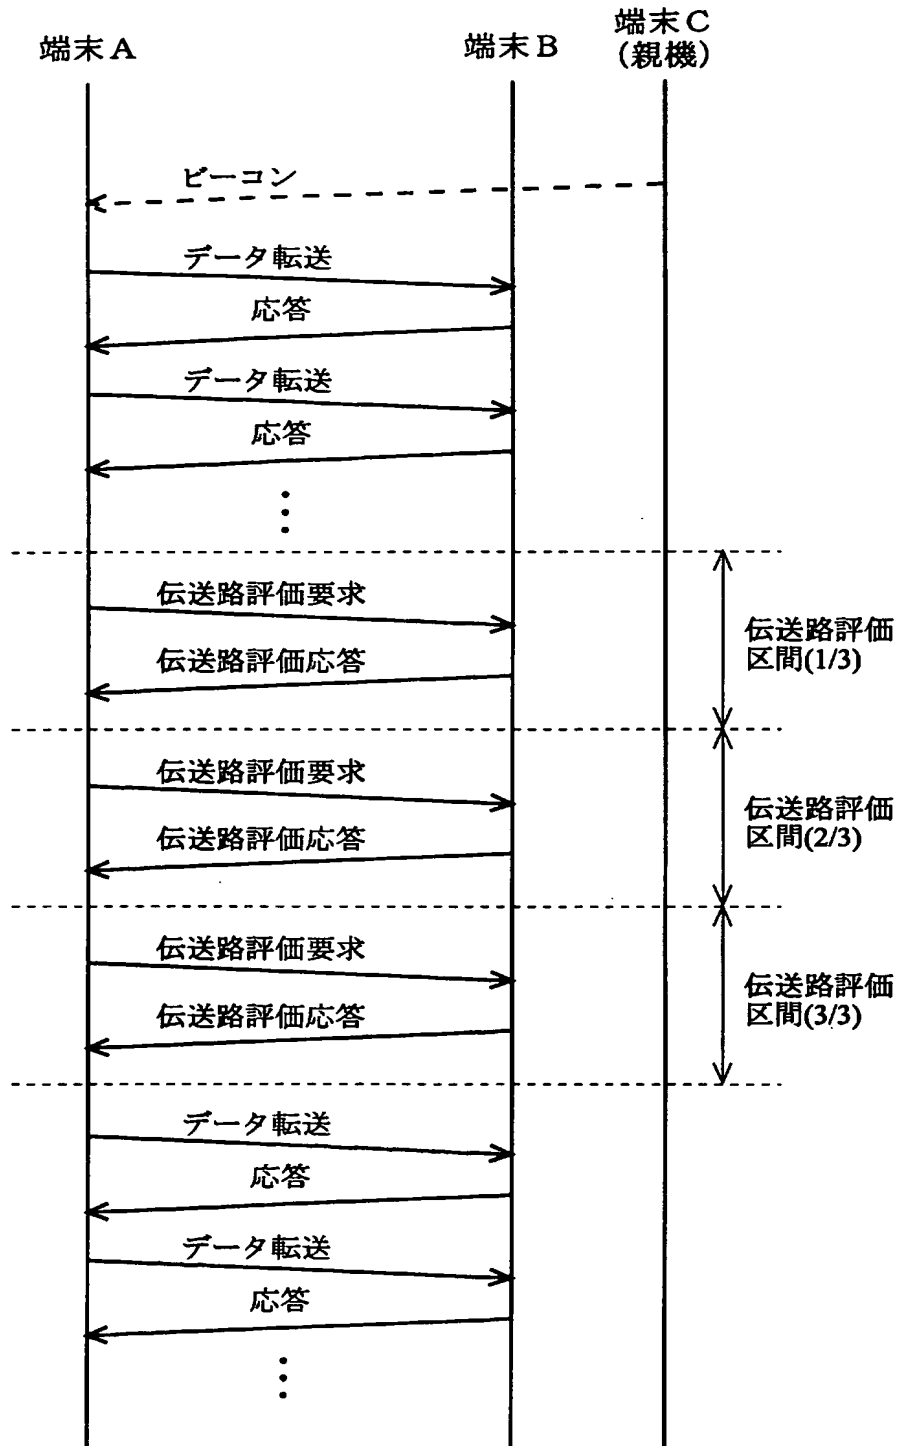 端末A
端末B
端末C
(親機)
ビーコン
データ転送
応答
データ転送
応答
伝送路評価要求
伝送路評価応答
伝送路評価
区間(1/3)
伝送路評価要求
伝送路評価応答
伝送路評価
区間(2/3)
伝送路評価要求
伝送路評価応答
伝送路評価
区間(3/3)
データ転送
応答
データ転送
応答